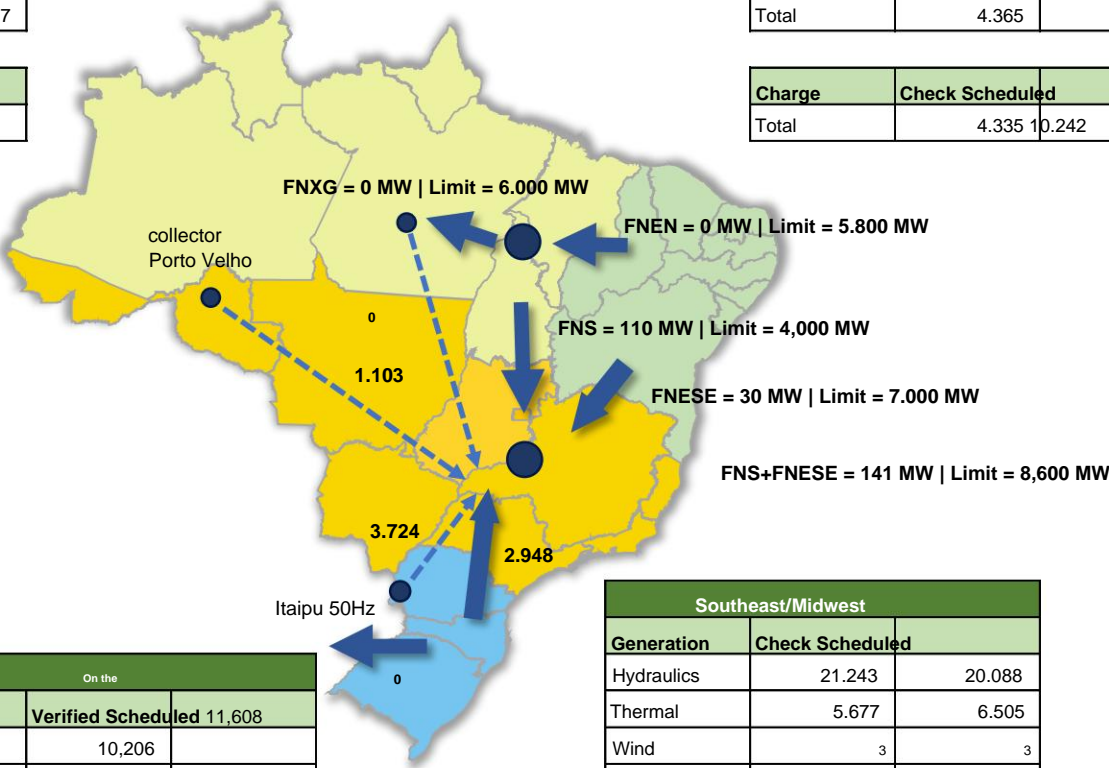 7
Total 4.365
Charge Check Scheduled
Total 4.335 10.242
FNXG = 0 MW | Limit = 6.000 MW
FNEN = 0 MW | Limit = 5.800 MW
collector
Porto Velho
0
FNS = 110 MW | Limit = 4,000 MW
1.103
FNESE = 30 MW | Limit = 7.000 MW
FNS+FNESE = 141 MW | Limit = 8,600 MW
3.724
2.948
Itaipu 50Hz
0
Southeast/Midwest
Generation Check Scheduled
Hydraulics 21.243 20.088
Thermal 5.677 6.505
Wind 3 3
On the
Verified Scheduled 11,608
10,206